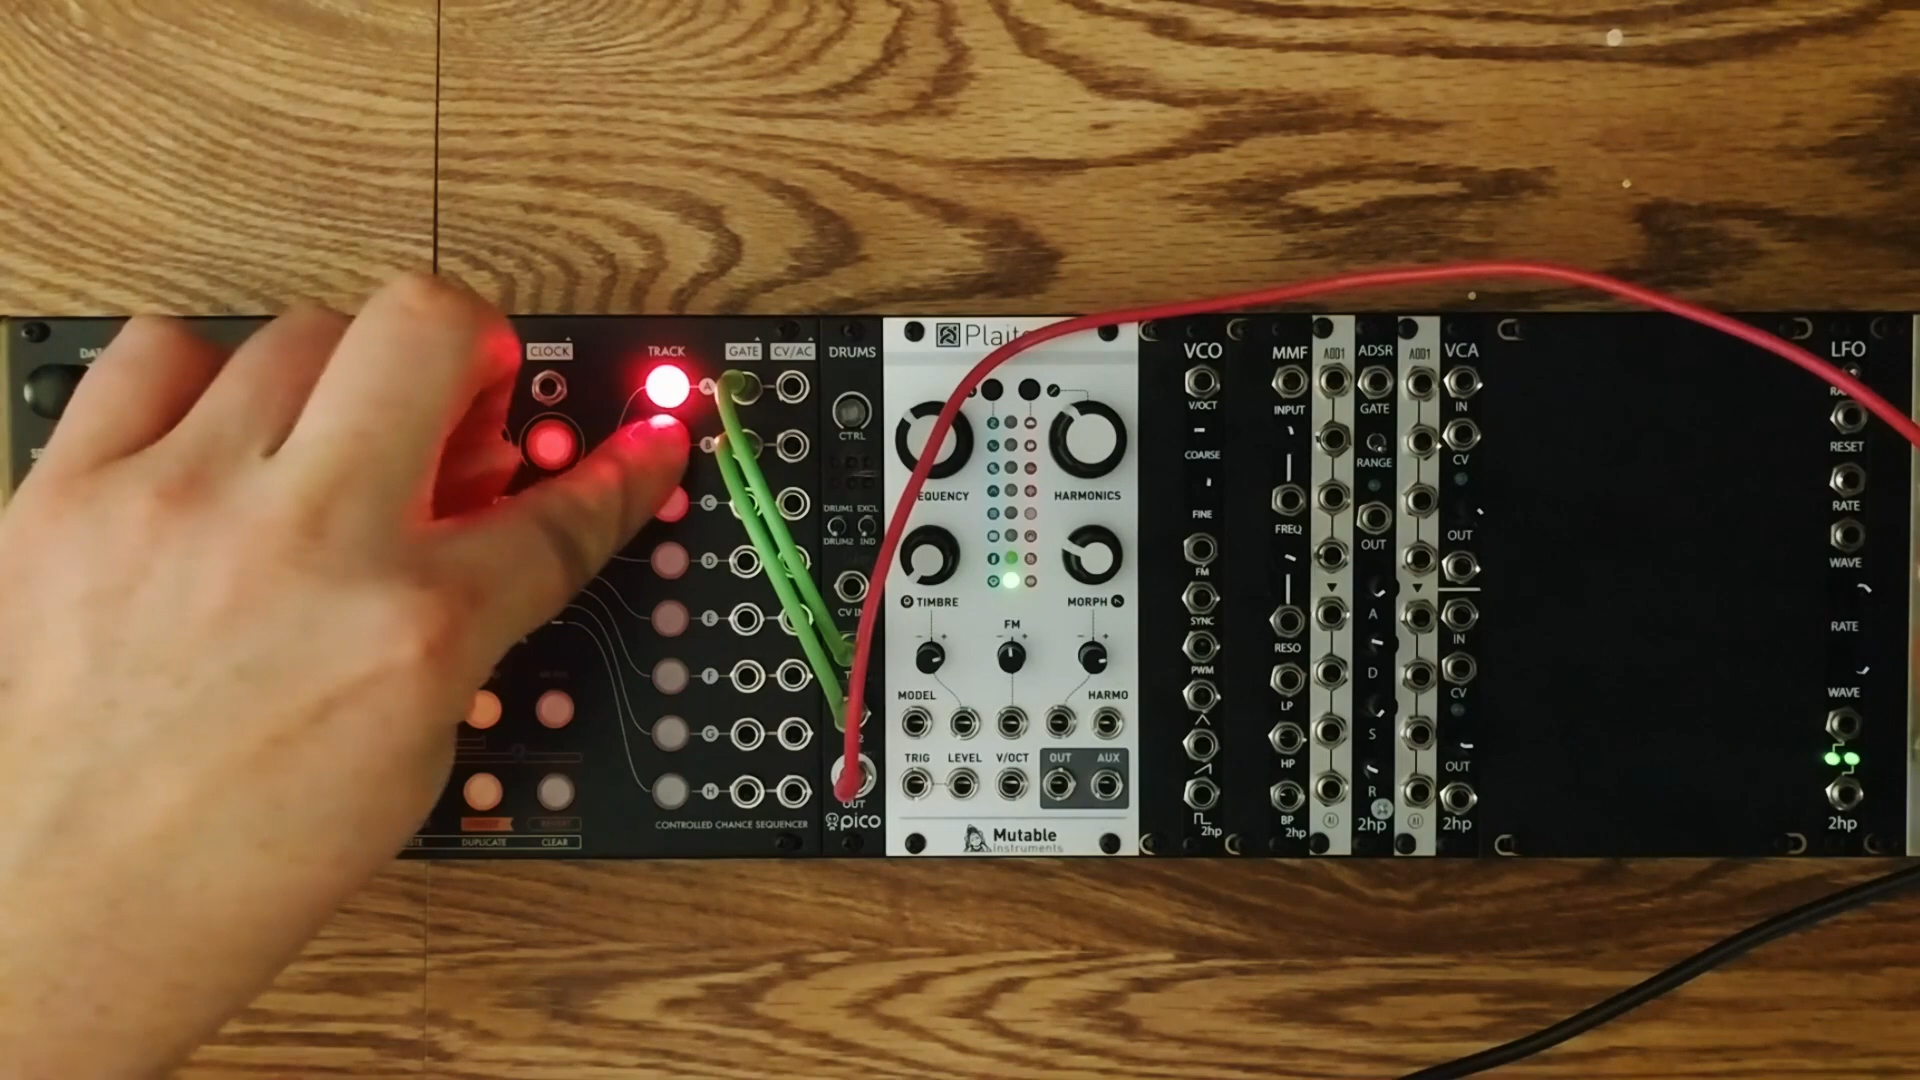 CLOCK
TRACK
GATE
CV/AC
A
B
C
D
E
F
G
H
CONTROLLED CHANCE SEQUENCER
DUPLICATE
CLEAR
DRUMS
CTRL
DRUM1
EXCL
DRUM2
IND
OUT
pico
HARMONICS
TIMBRE
MORPH
FM
MODEL
HARMO
TRIG
LEVEL
V/OCT
OUT
AUX
Mutable
Instruments
VCO
V/OCT
COARSE
FINE
FM
SYNC
PWM
2hp
MMF
INPUT
FREQ
RESO
LP
HP
BP
2hp
A001
ADSR
GATE
RANGE
OUT
A
D
S
R
2hp
A001
VCA
IN
CV
OUT
IN
CV
OUT
2hp
LFO
RESET
RATE
WAVE
RATE
WAVE
2hp